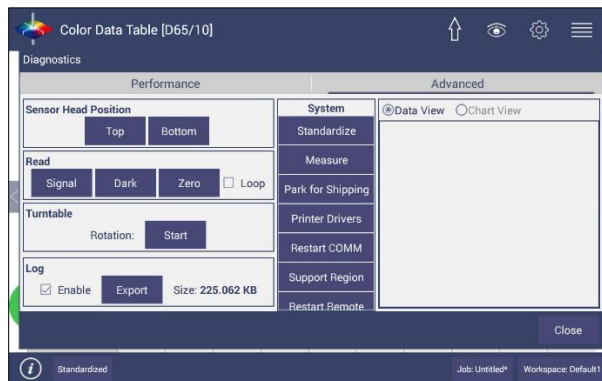 Color Data Table [D65/10]
Diagnostics
Performance
Advanced
Sensor Head Position
Top
Bottom
Read
Signal
Dark
Zero
Loop
Turntable
Rotation:
Start
Log
Enable
Export
Size: 225.062 KB
System
Standardize
Measure
Park for Shipping
Printer Drivers
Restart COMM
Support Region
Restart Remote
Data View
Chart View
Close
i
Standardized
Job: Untitled*
Workspace: Default1